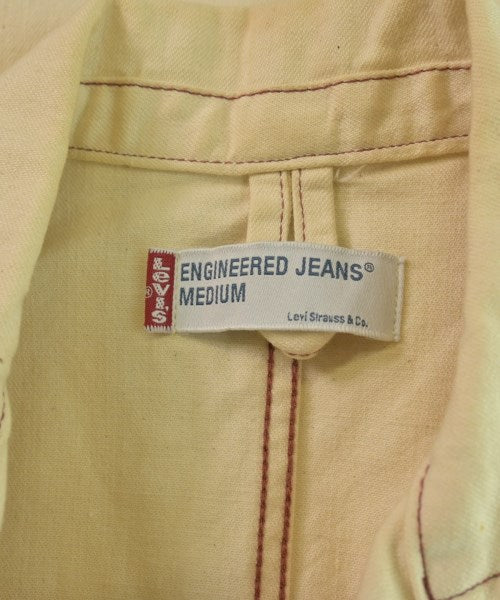 LEVI'S®
ENGINEERED JEANS®
MEDIUM
Levi Strauss & Co.